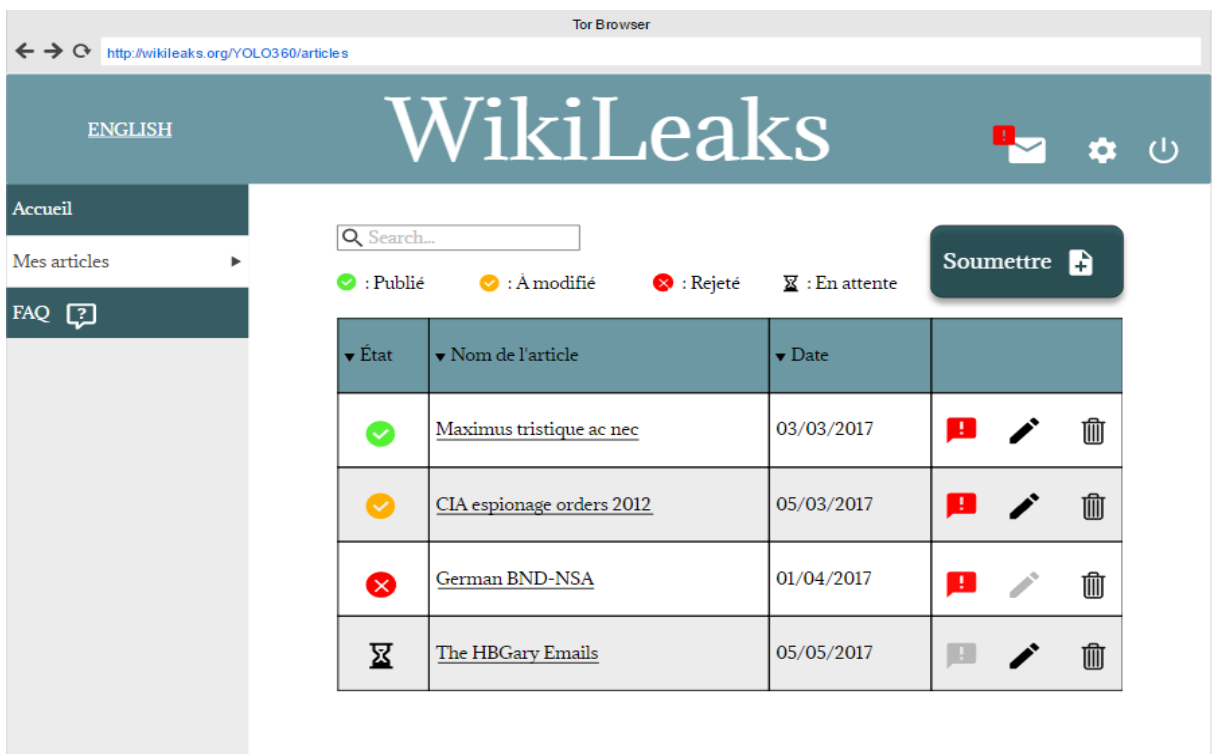 Tor Browser
http://wikileaks.org/YOLO360/articles
ENGLISH
WikiLeaks
Accueil
Mes articles
FAQ
Search...
: Publié : À modifié : Rejeté : En attente
Soumettre
État Nom de l'article Date
Maximus tristique ac nec 03/03/2017
CIA espionage orders 2012 05/03/2017
German BND-NSA 01/04/2017
The HBGary Emails 05/05/2017